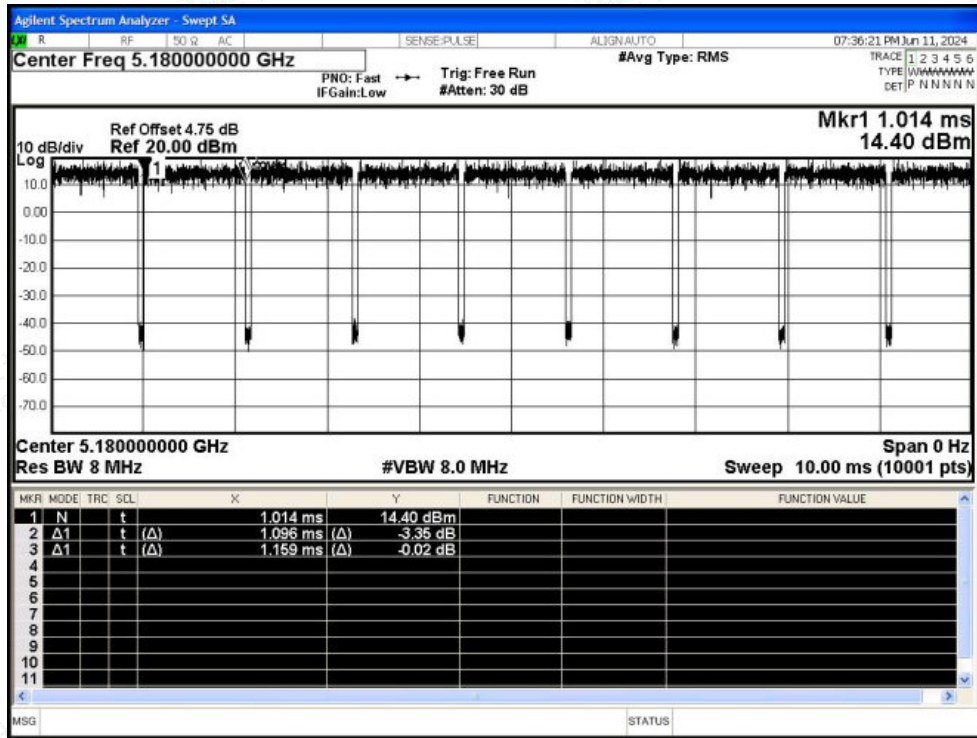 Agilent Spectrum Analyzer - Swept SA
R RF 50 Ω AC SENSE:PULSE ALIGNAUTO 07:36:21 PM Jun 11, 2024
Center Freq 5.180000000 GHz
PNO: Fast
IFGain:Low
Trig: Free Run
#Atten: 30 dB
#Avg Type: RMS
TRACE 1 2 3 4 5 6
TYPE
DET P N N N N N
Mkr1 1.014 ms
14.40 dBm
Ref Offset 4.75 dB
10 dB/div Ref 20.00 dBm
Log
1
10.0
0.00
-10.0
-20.0
-30.0
-40.0
-50.0
-60.0
-70.0
Center 5.180000000 GHz Span 0 Hz
Res BW 8 MHz #VBW 8.0 MHz Sweep 10.00 ms (10001 pts)
MKR MODE TRC SCL X Y FUNCTION FUNCTION WIDTH FUNCTION VALUE
1 N t 1.014 ms 14.40 dBm
2 Δ1 t (Δ) 1.096 ms (Δ) -3.35 dB
3 Δ1 t (Δ) 1.159 ms (Δ) -0.02 dB
4
5
6
7
8
9
10
11
MSG STATUS